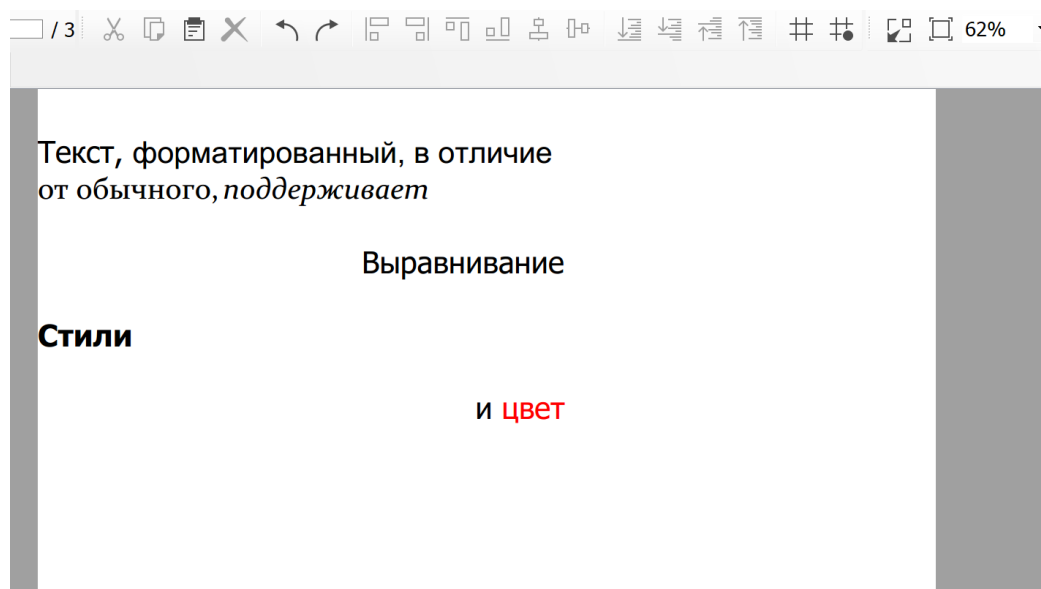 / 3
62%
Текст, форматированный, в отличие
от обычного, поддерживает
Выравнивание
Стили
и цвет